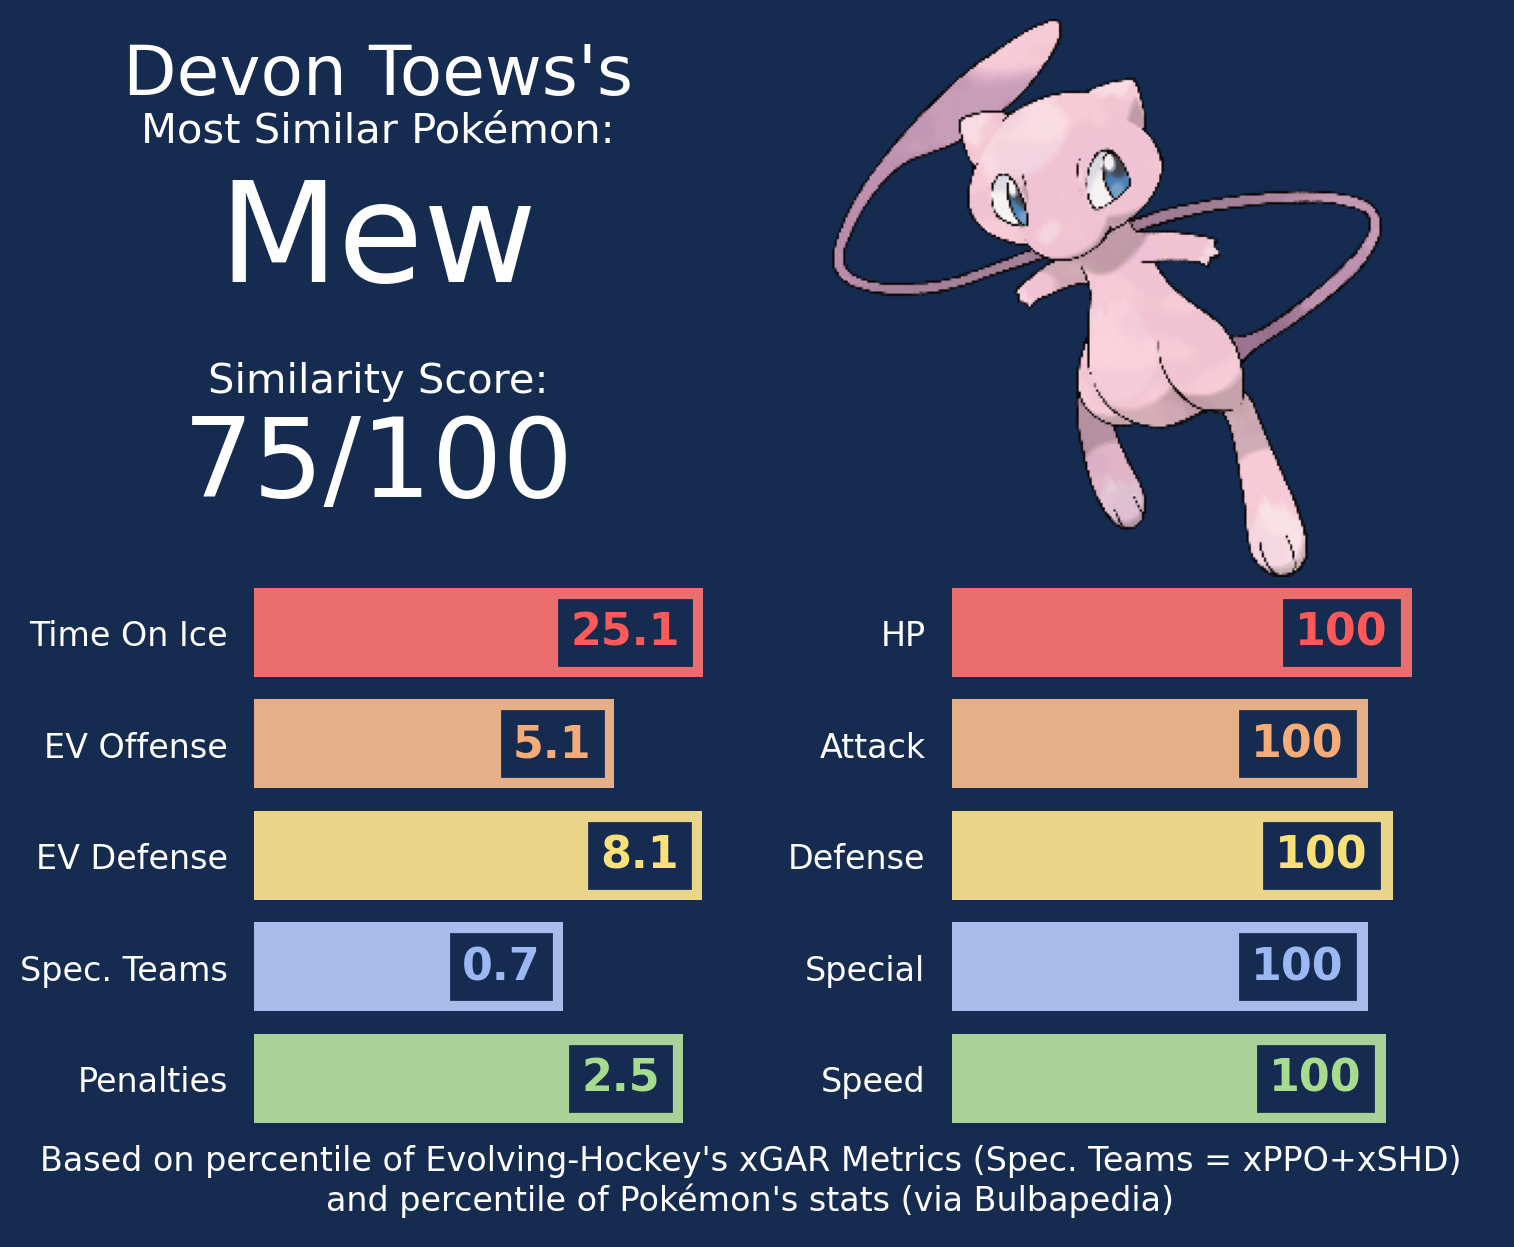 Devon Toews's
Most Similar Pokémon:
Mew
Similarity Score:
75/100
Time On Ice 25.1
EV Offense 5.1
EV Defense 8.1
Spec. Teams 0.7
Penalties 2.5
HP 100
Attack 100
Defense 100
Special 100
Speed 100
Based on percentile of Evolving-Hockey's xGAR Metrics (Spec. Teams = xPPO+xSHD)
and percentile of Pokémon's stats (via Bulbapedia)